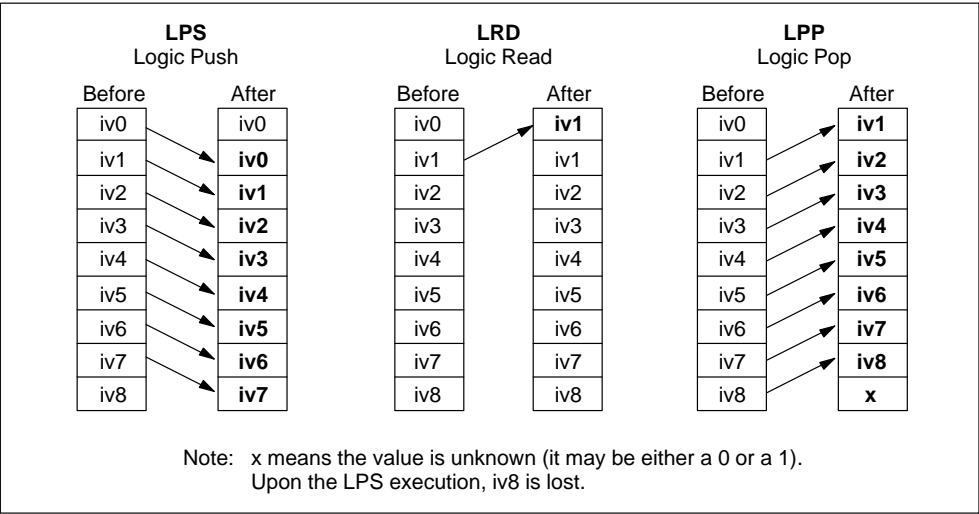 LPS LRD LPP
Logic Push Logic Read Logic Pop
Before After Before After Before After
iv0 iv0 iv0 iv1 iv0 iv1
iv1 iv0 iv1 iv1 iv1 iv2
iv2 iv1 iv2 iv2 iv2 iv3
iv3 iv2 iv3 iv3 iv3 iv4
iv4 iv3 iv4 iv4 iv4 iv5
iv5 iv4 iv5 iv5 iv5 iv6
iv6 iv5 iv6 iv6 iv6 iv7
iv7 iv6 iv7 iv7 iv7 iv8
iv8 iv7 iv8 iv8 iv8 x
Note: x means the value is unknown (it may be either a 0 or a 1).
Upon the LPS execution, iv8 is lost.